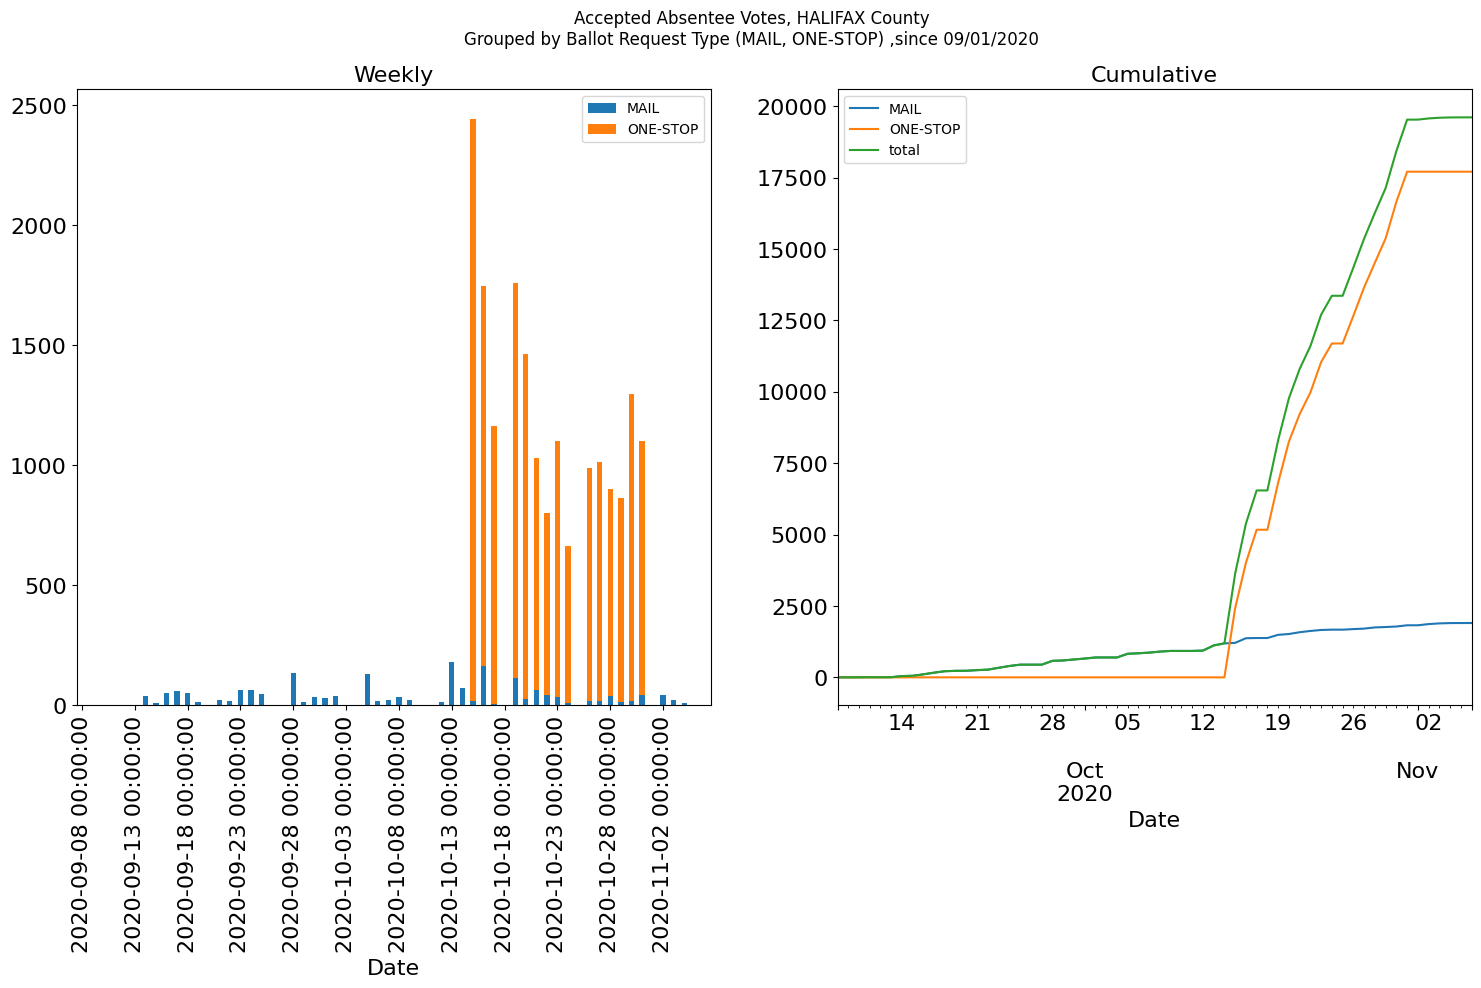 Accepted Absentee Votes, HALIFAX County
Grouped by Ballot Request Type (MAIL, ONE-STOP) ,since 09/01/2020
Weekly
MAIL
ONE-STOP
2500
2000
1500
1000
500
0
2020-09-08 00:00:00
2020-09-13 00:00:00
2020-09-18 00:00:00
2020-09-23 00:00:00
2020-09-28 00:00:00
2020-10-03 00:00:00
2020-10-08 00:00:00
2020-10-13 00:00:00
2020-10-18 00:00:00
2020-10-23 00:00:00
2020-10-28 00:00:00
2020-11-02 00:00:00
Date
Cumulative
MAIL
ONE-STOP
total
20000
17500
15000
12500
10000
7500
5000
2500
0
14 21 28 05 12 19 26 02
Oct Nov
2020
Date